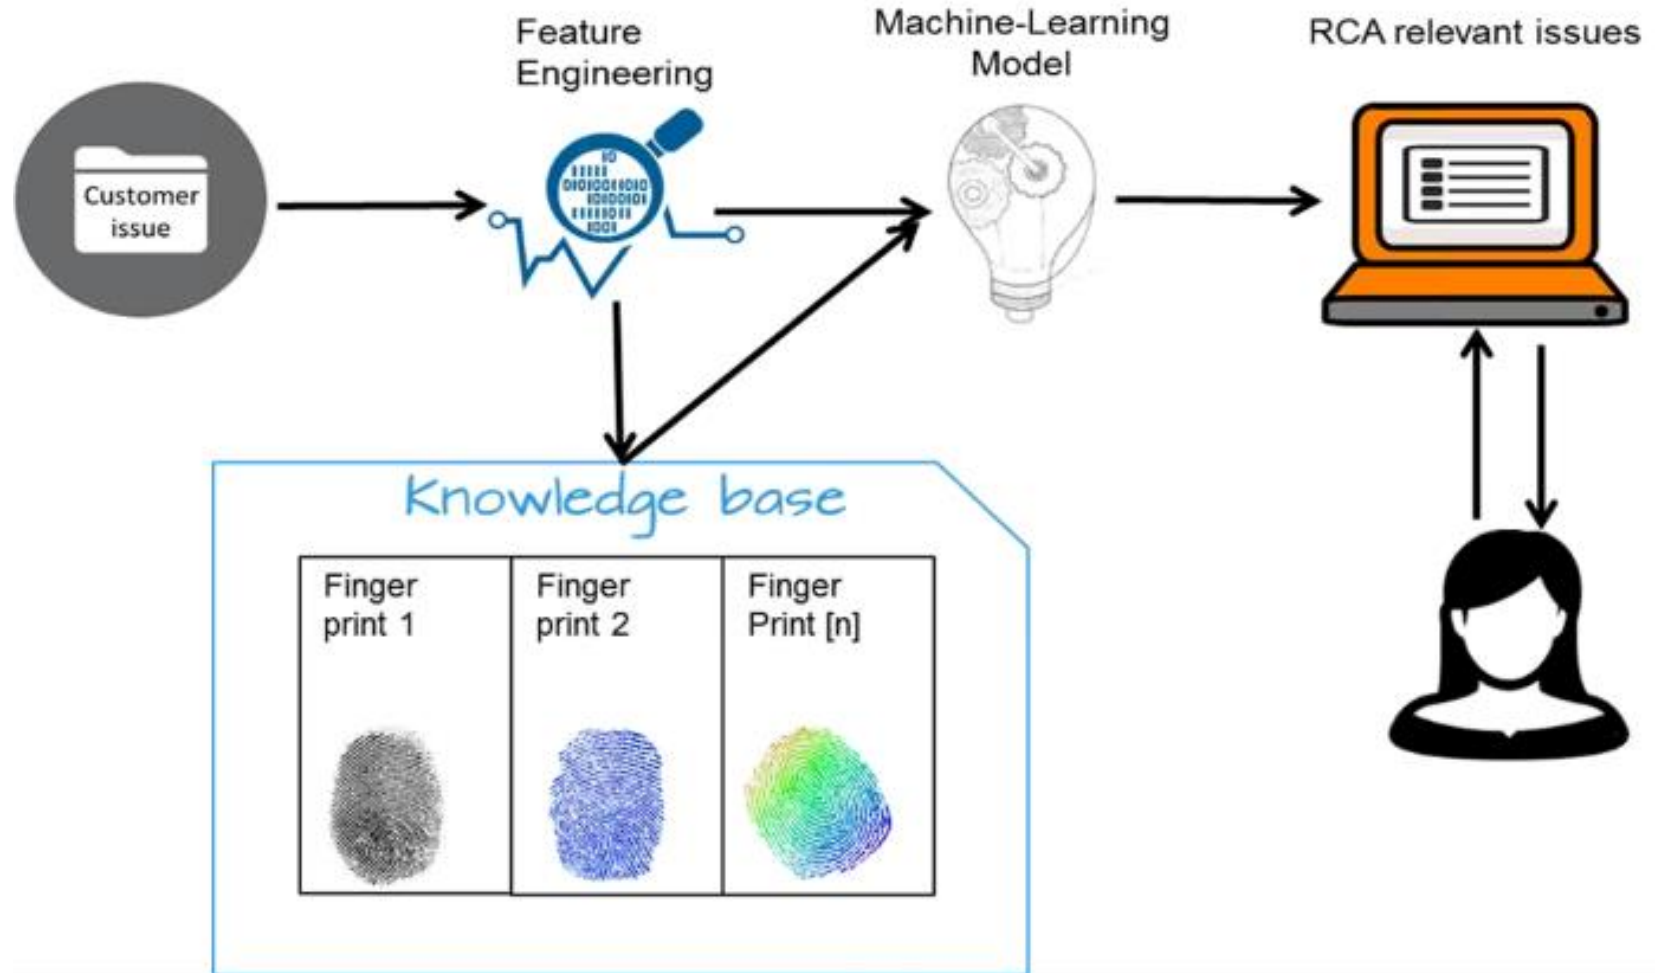 Feature
Engineering
Machine-Learning
Model
RCA relevant issues
Customer
issue
Knowledge base
Finger
print 1
Finger
print 2
Finger
Print [n]